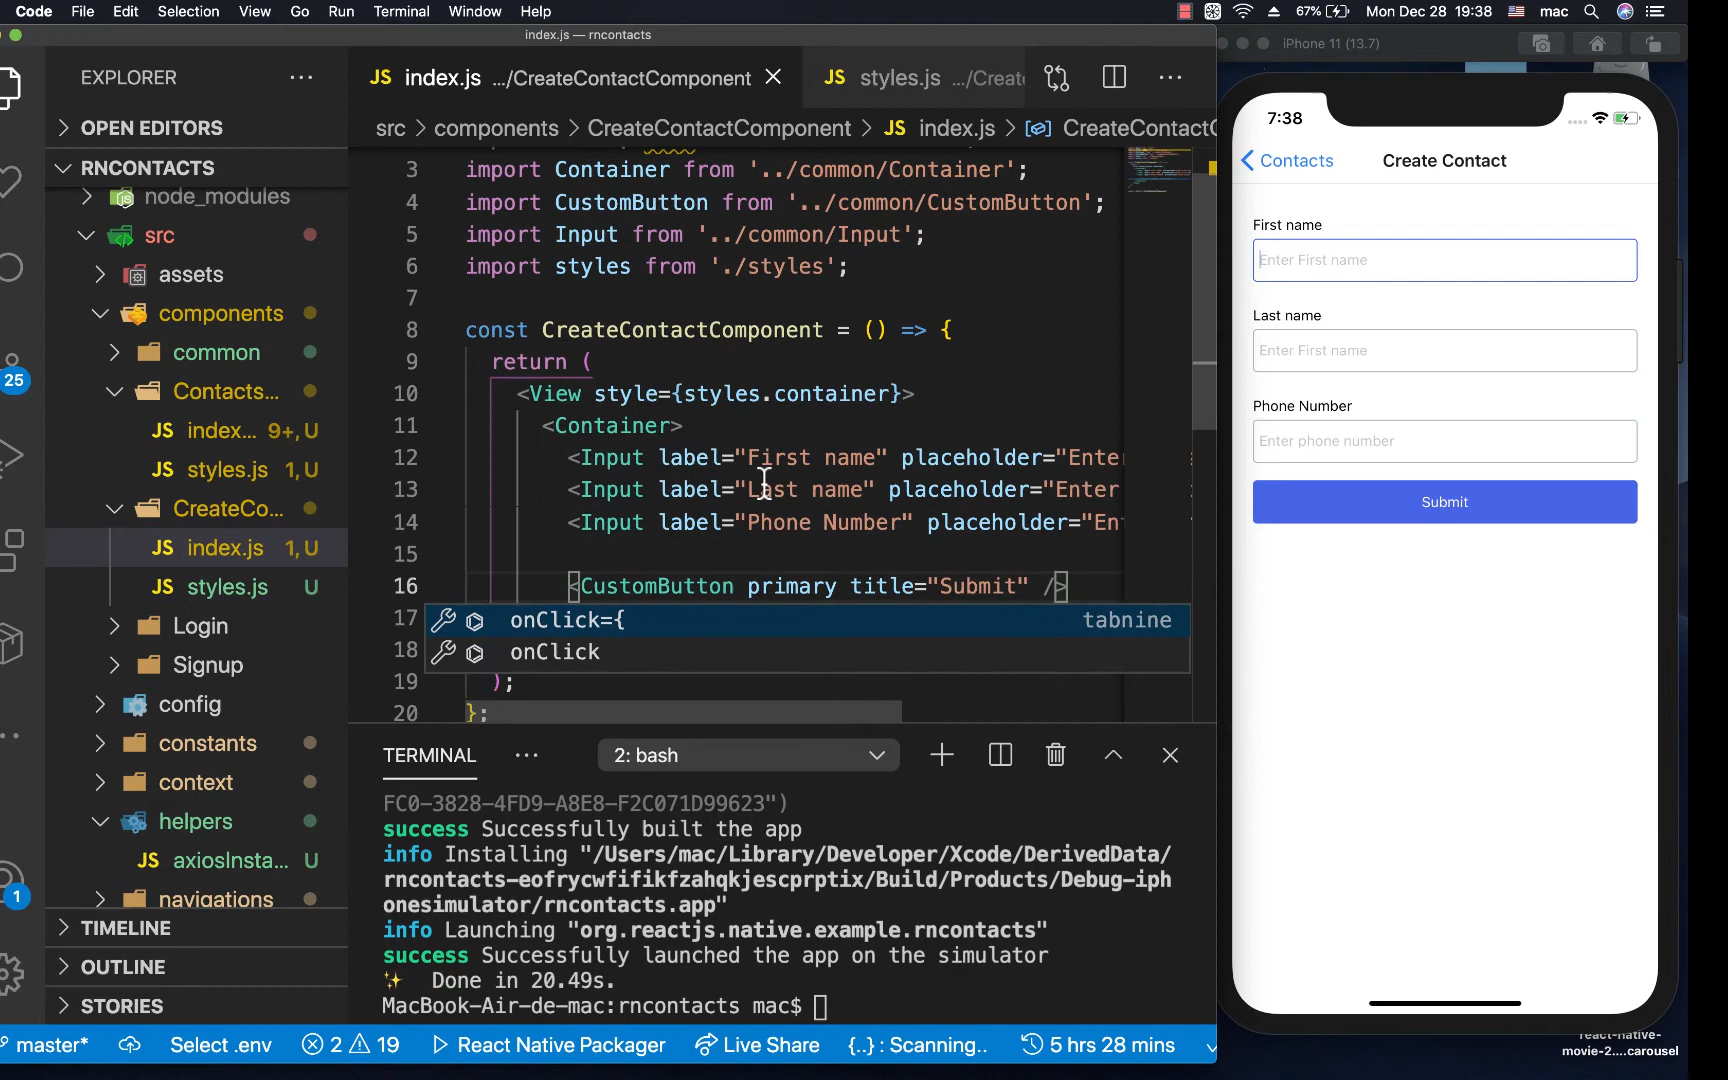 Code File Edit Selection View Go Run Terminal Window Help
67% Mon Dec 28 19:38 mac
index.js — rncontacts
EXPLORER
OPEN EDITORS
RNCONTACTS
node_modules
src
assets
components
common
Contacts...
JS index... 9+, U
JS styles.js 1, U
CreateCo...
JS index.js 1, U
JS styles.js U
Login
Signup
config
constants
context
helpers
JS axiosInsta... U
navigations
TIMELINE
OUTLINE
STORIES
25
1
JS index.js .../CreateContactComponent
JS styles.js .../Create
src > components > CreateContactComponent > JS index.js > CreateContactC
3 import Container from '../common/Container';
4 import CustomButton from '../common/CustomButton';
5 import Input from '../common/Input';
6 import styles from './styles';
7
8 const CreateContactComponent = () => {
9 return (
10 <View style={styles.container}>
11 <Container>
12 <Input label="First name" placeholder="Enter
13 <Input label="Last name" placeholder="Enter
14 <Input label="Phone Number" placeholder="Ent
15
16 <CustomButton primary title="Submit" />
17
onClick={ tabnine
18
onClick
19 );
20 };
TERMINAL
2: bash
FC0-3828-4FD9-A8E8-F2C071D99623")
success Successfully built the app
info Installing "/Users/mac/Library/Developer/Xcode/DerivedData/
rncontacts-eofrycwfifikfzahqkjescprptix/Build/Products/Debug-iph
onesimulator/rncontacts.app"
info Launching "org.reactjs.native.example.rncontacts"
success Successfully launched the app on the simulator
✨ Done in 20.49s.
MacBook-Air-de-mac:rncontacts mac$
master* Select .env 2 19 React Native Packager Live Share {..} : Scanning.. 5 hrs 28 mins
iPhone 11 (13.7)
7:38
Contacts
Create Contact
First name
Enter First name
Last name
Enter First name
Phone Number
Enter phone number
Submit
react-native-
movie-2....carousel